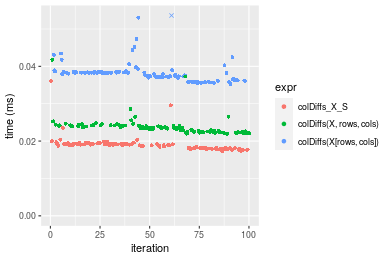 time (ms)
0.04
0.02
0.00
0
25
50
75
100
iteration
expr
colDiffs_X_S
colDiffs(X, rows, cols)
colDiffs(X[rows, cols])